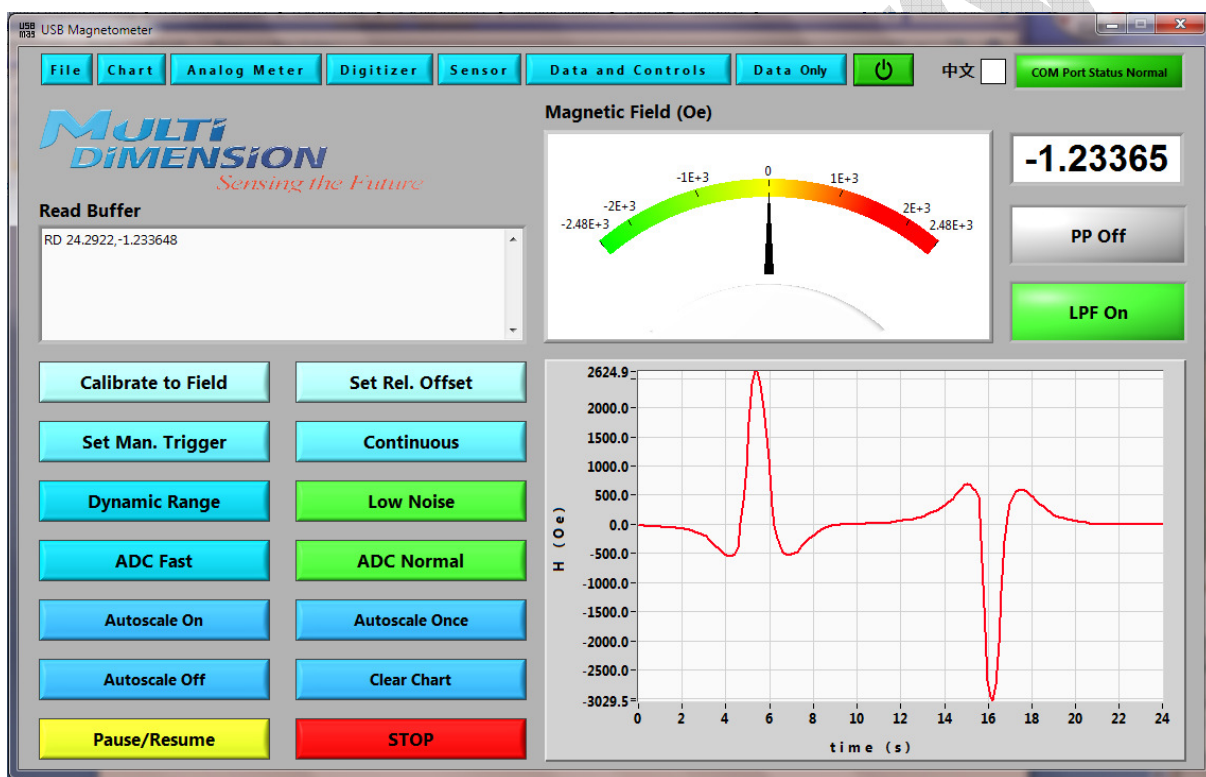 USB
mag
USB Magnetometer
File Chart Analog Meter Digitizer Sensor Data and Controls Data Only 中文 COM Port Status Normal
MULTI
DiMENSiON
Sensing the Future
Read Buffer
RD 24.2922,-1.233648
Magnetic Field (Oe)
-2.48E+3 -2E+3 -1E+3 0 1E+3 2E+3 2.48E+3
-1.23365
PP Off
LPF On
Calibrate to Field Set Rel. Offset
Set Man. Trigger Continuous
Dynamic Range Low Noise
ADC Fast ADC Normal
Autoscale On Autoscale Once
Autoscale Off Clear Chart
Pause/Resume STOP
H (Oe)
2624.9
2000.0
1500.0
1000.0
500.0
0.0
-500.0
-1000.0
-1500.0
-2000.0
-2500.0
-3029.5
0 2 4 6 8 10 12 14 16 18 20 22 24
time (s)